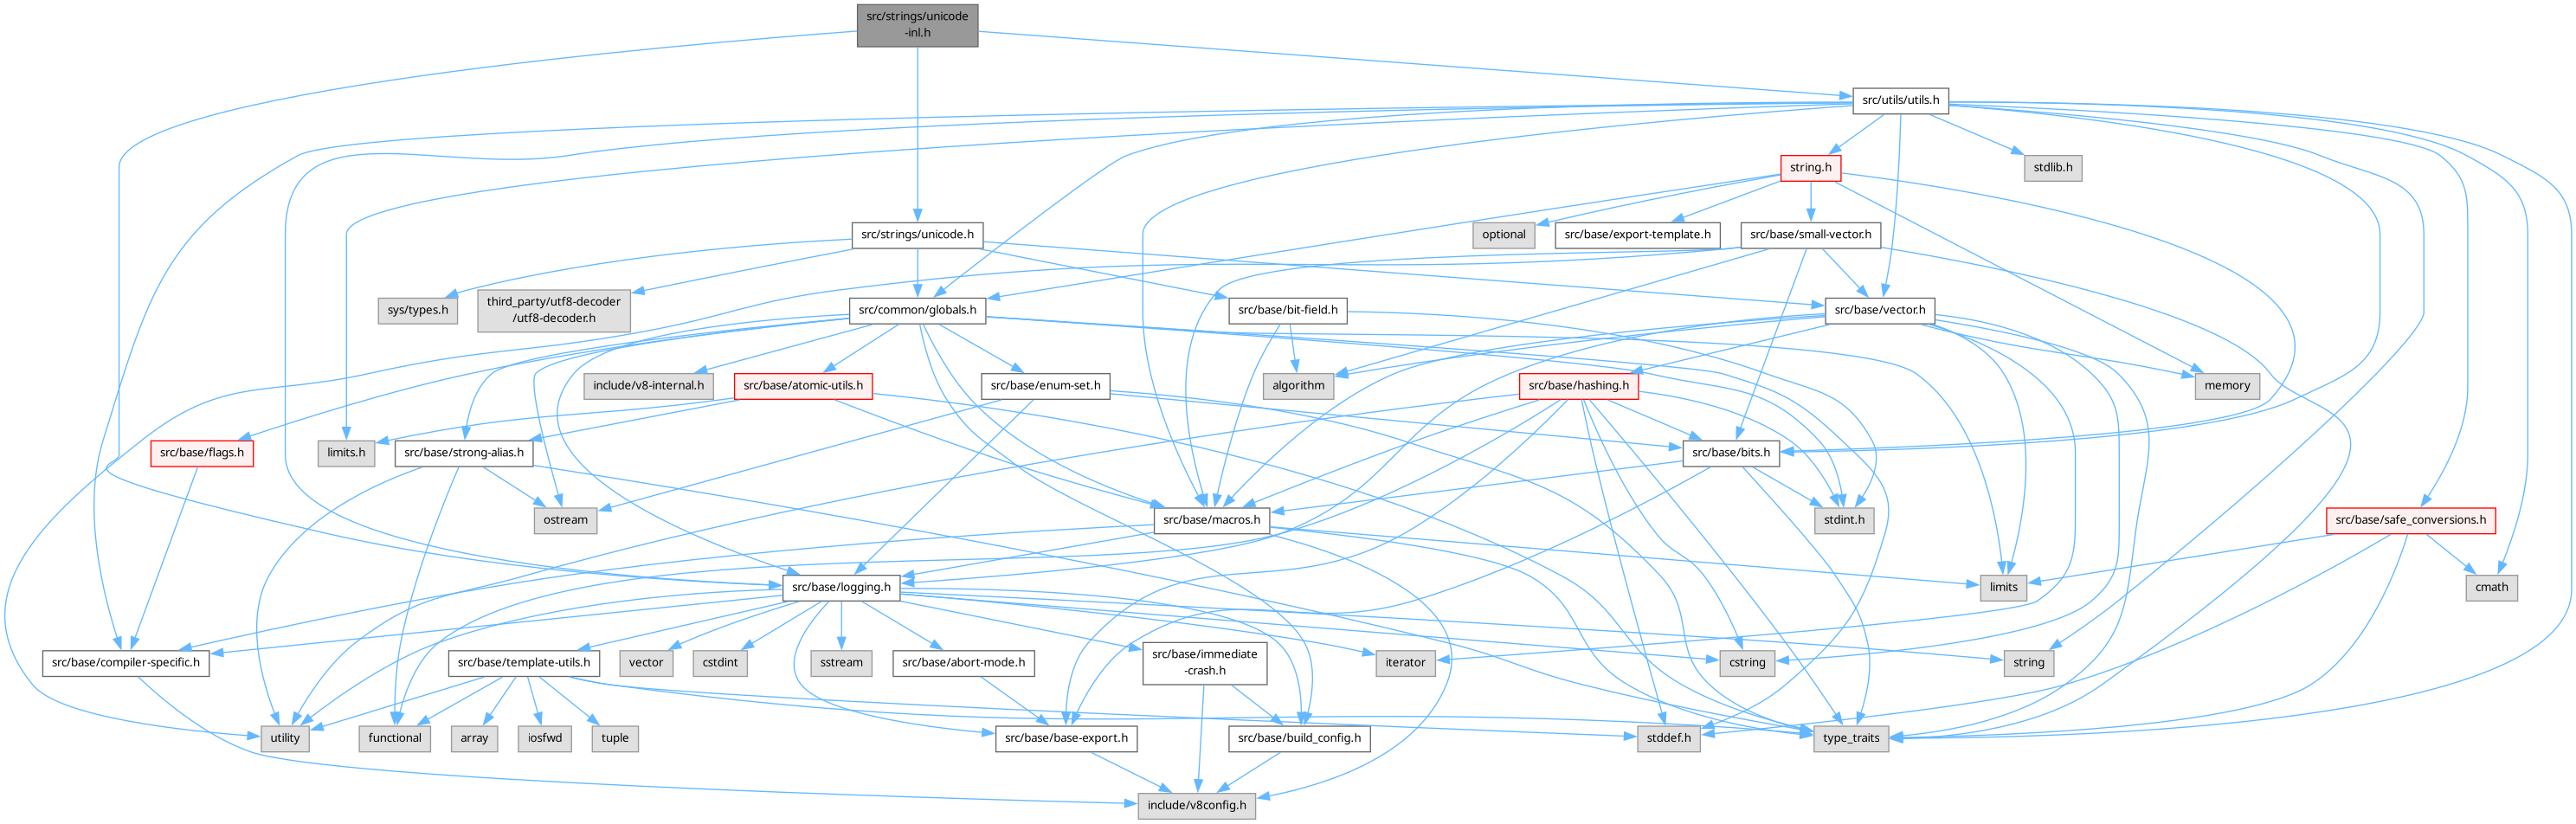 src/strings/unicode
-inl.h
src/utils/utils.h
string.h
stdlib.h
src/strings/unicode.h
optional
src/base/export-template.h
src/base/small-vector.h
sys/types.h
third_party/utf8-decoder
/utf8-decoder.h
src/common/globals.h
src/base/bit-field.h
src/base/vector.h
include/v8-internal.h
src/base/atomic-utils.h
src/base/enum-set.h
algorithm
src/base/hashing.h
memory
src/base/flags.h
limits.h
src/base/strong-alias.h
src/base/bits.h
ostream
src/base/macros.h
stdint.h
src/base/safe_conversions.h
src/base/logging.h
limits
cmath
src/base/compiler-specific.h
src/base/template-utils.h
vector
cstdint
sstream
src/base/abort-mode.h
src/base/immediate
-crash.h
iterator
cstring
string
utility
functional
array
iosfwd
tuple
src/base/base-export.h
src/base/build_config.h
stddef.h
type_traits
include/v8config.h